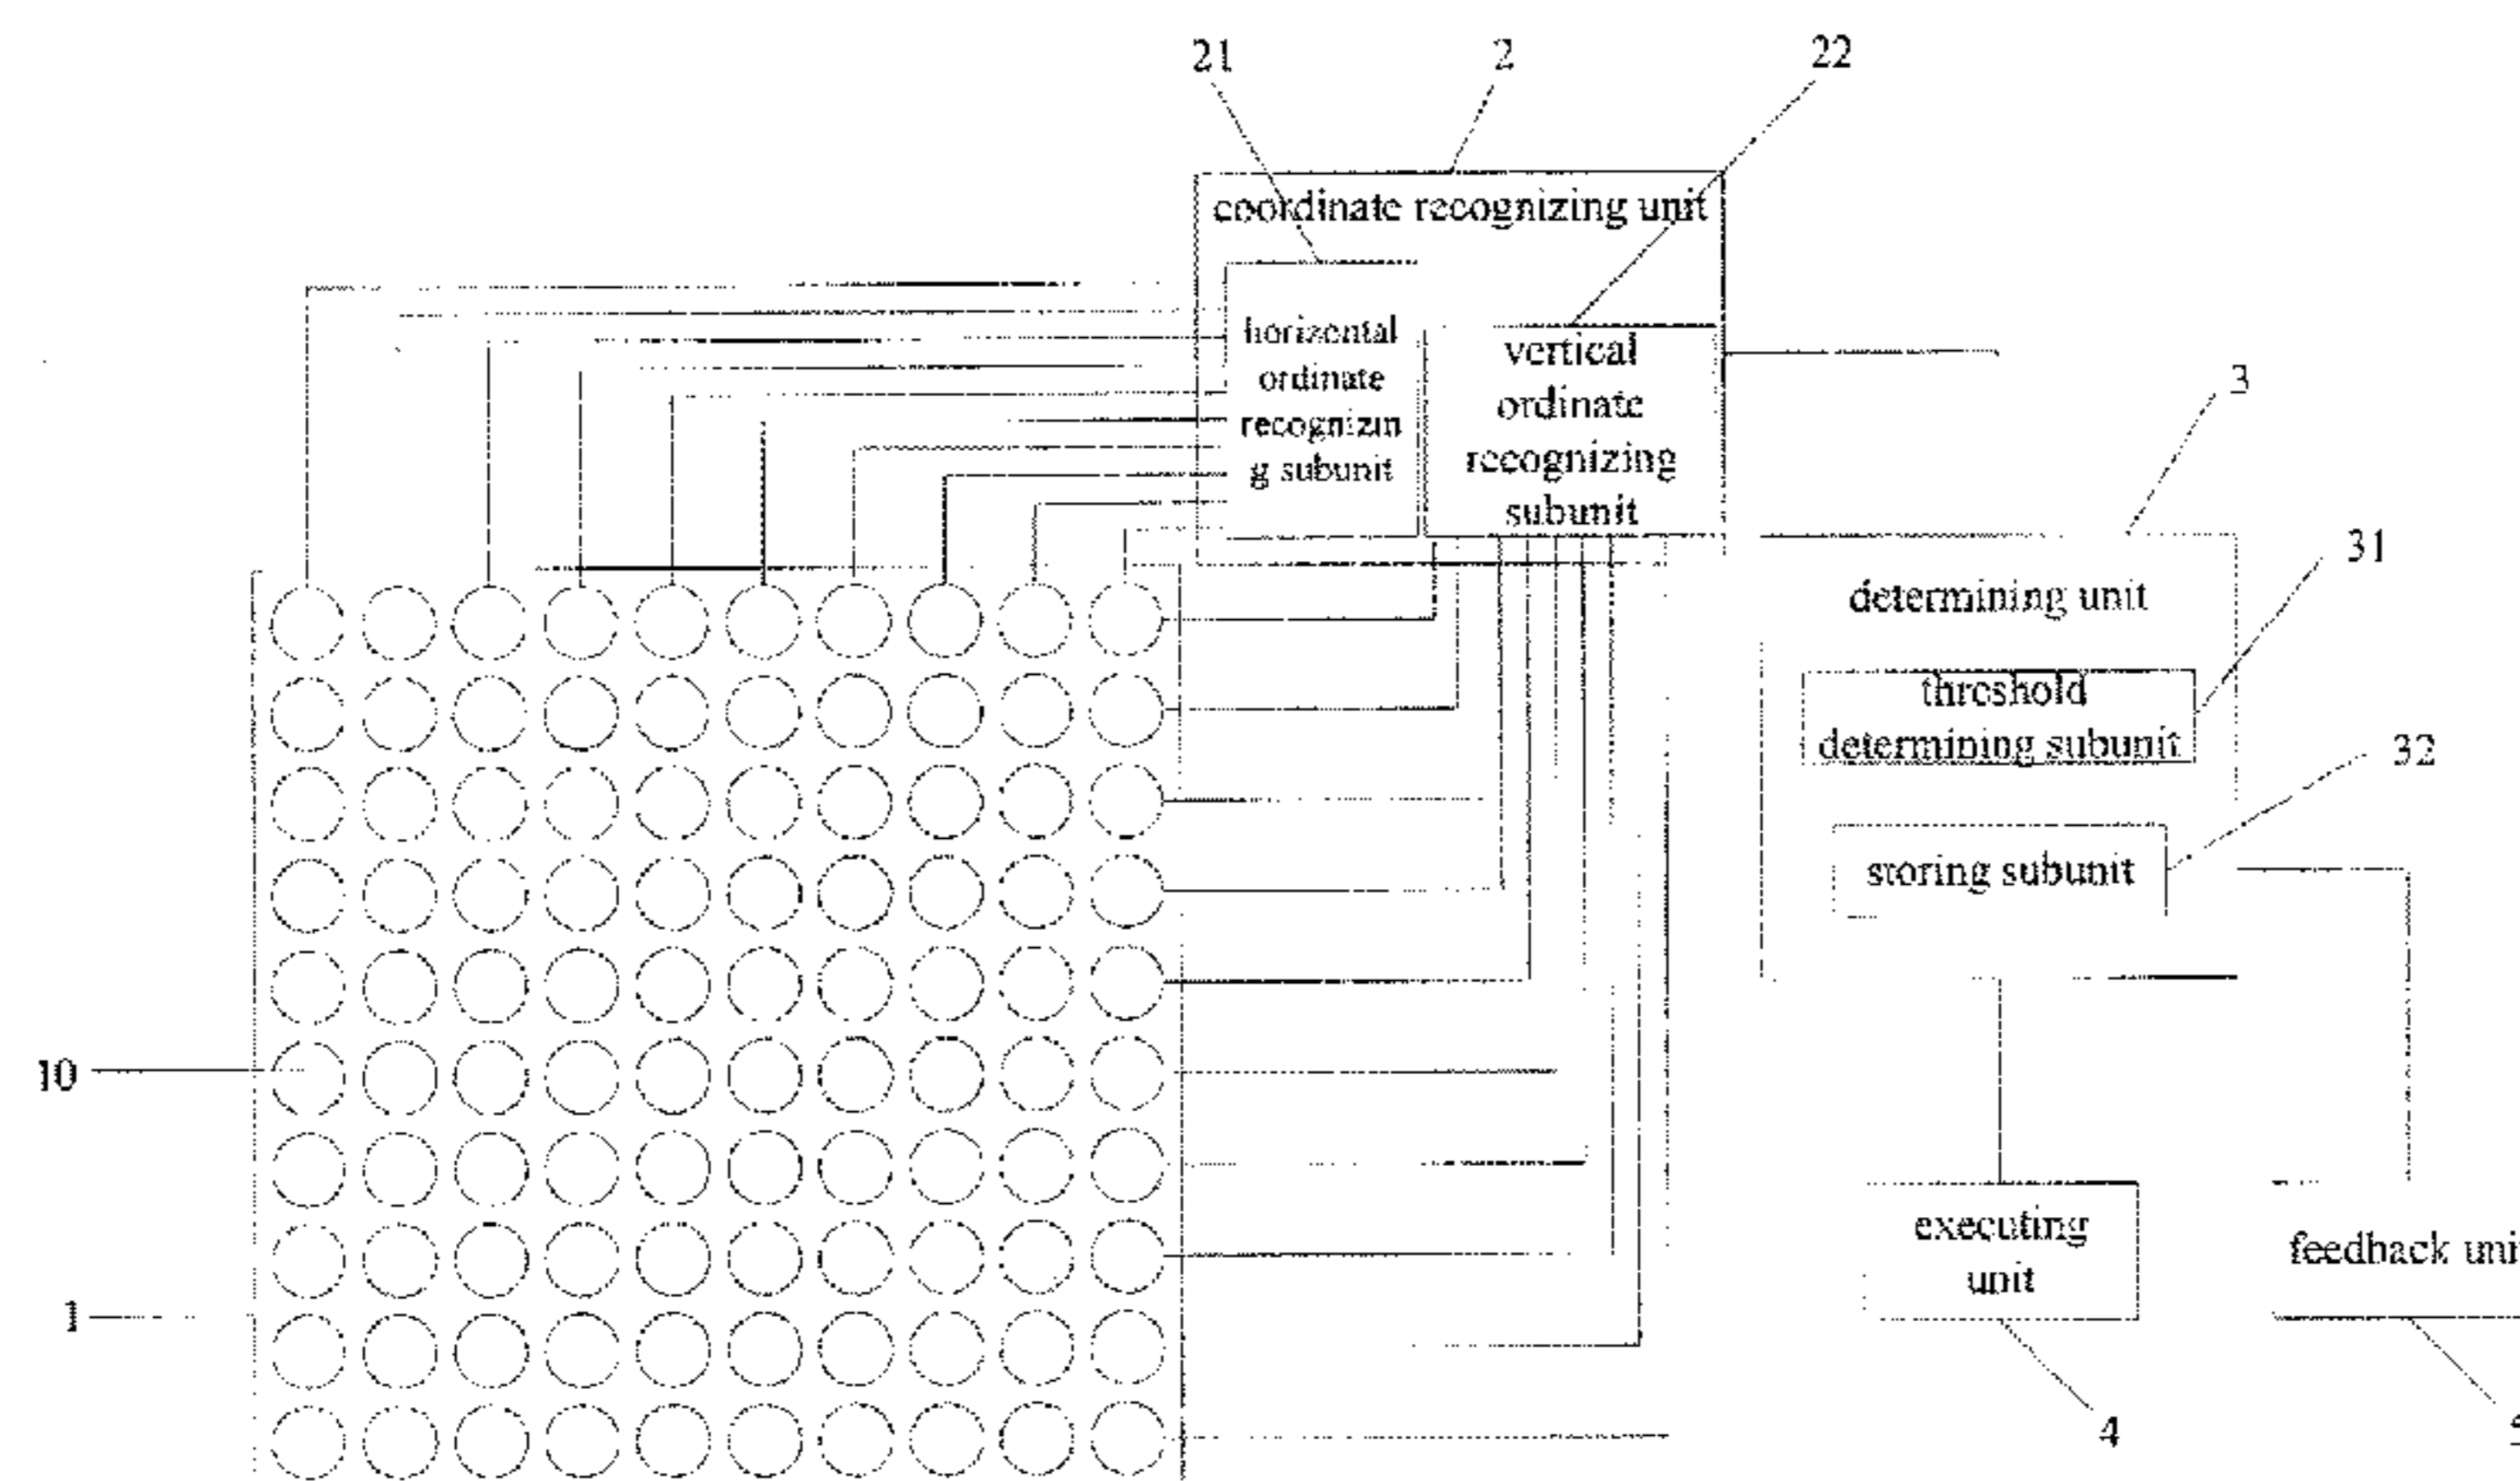 21
2
22
coordinate recognizing unit
horizontal
ordinate
recognizin
g subunit
vertical
ordinate
recognizing
subunit
3
31
determining unit
threshold
determining subunit
32
storing subunit
10
executing
unit
feedback
1
4